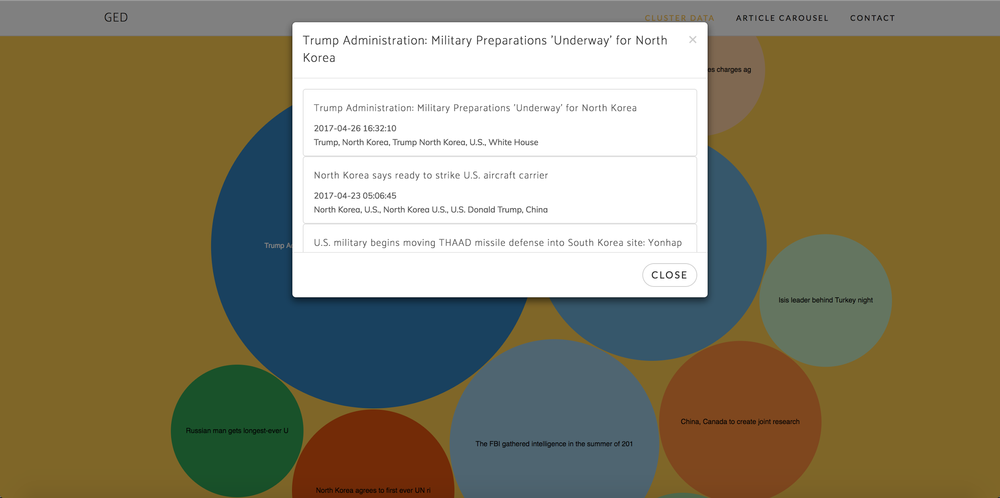 GED
CLUSTER DATA
ARTICLE CAROUSEL
CONTACT
Trump Administration: Military Preparations 'Underway' for North
Korea
×
es charges ag
Trump Administration: Military Preparations 'Underway' for North Korea
2017-04-26 16:32:10
Trump, North Korea, Trump North Korea, U.S., White House
North Korea says ready to strike U.S. aircraft carrier
2017-04-23 05:06:45
North Korea, U.S., North Korea U.S., U.S. Donald Trump, China
U.S. military begins moving THAAD missile defense into South Korea site: Yonhap
Trump Ad
CLOSE
Isis leader behind Turkey night
China, Canada to create joint research
Russian man gets longest-ever U
The FBI gathered intelligence in the summer of 201
North Korea agrees to first ever UN ri